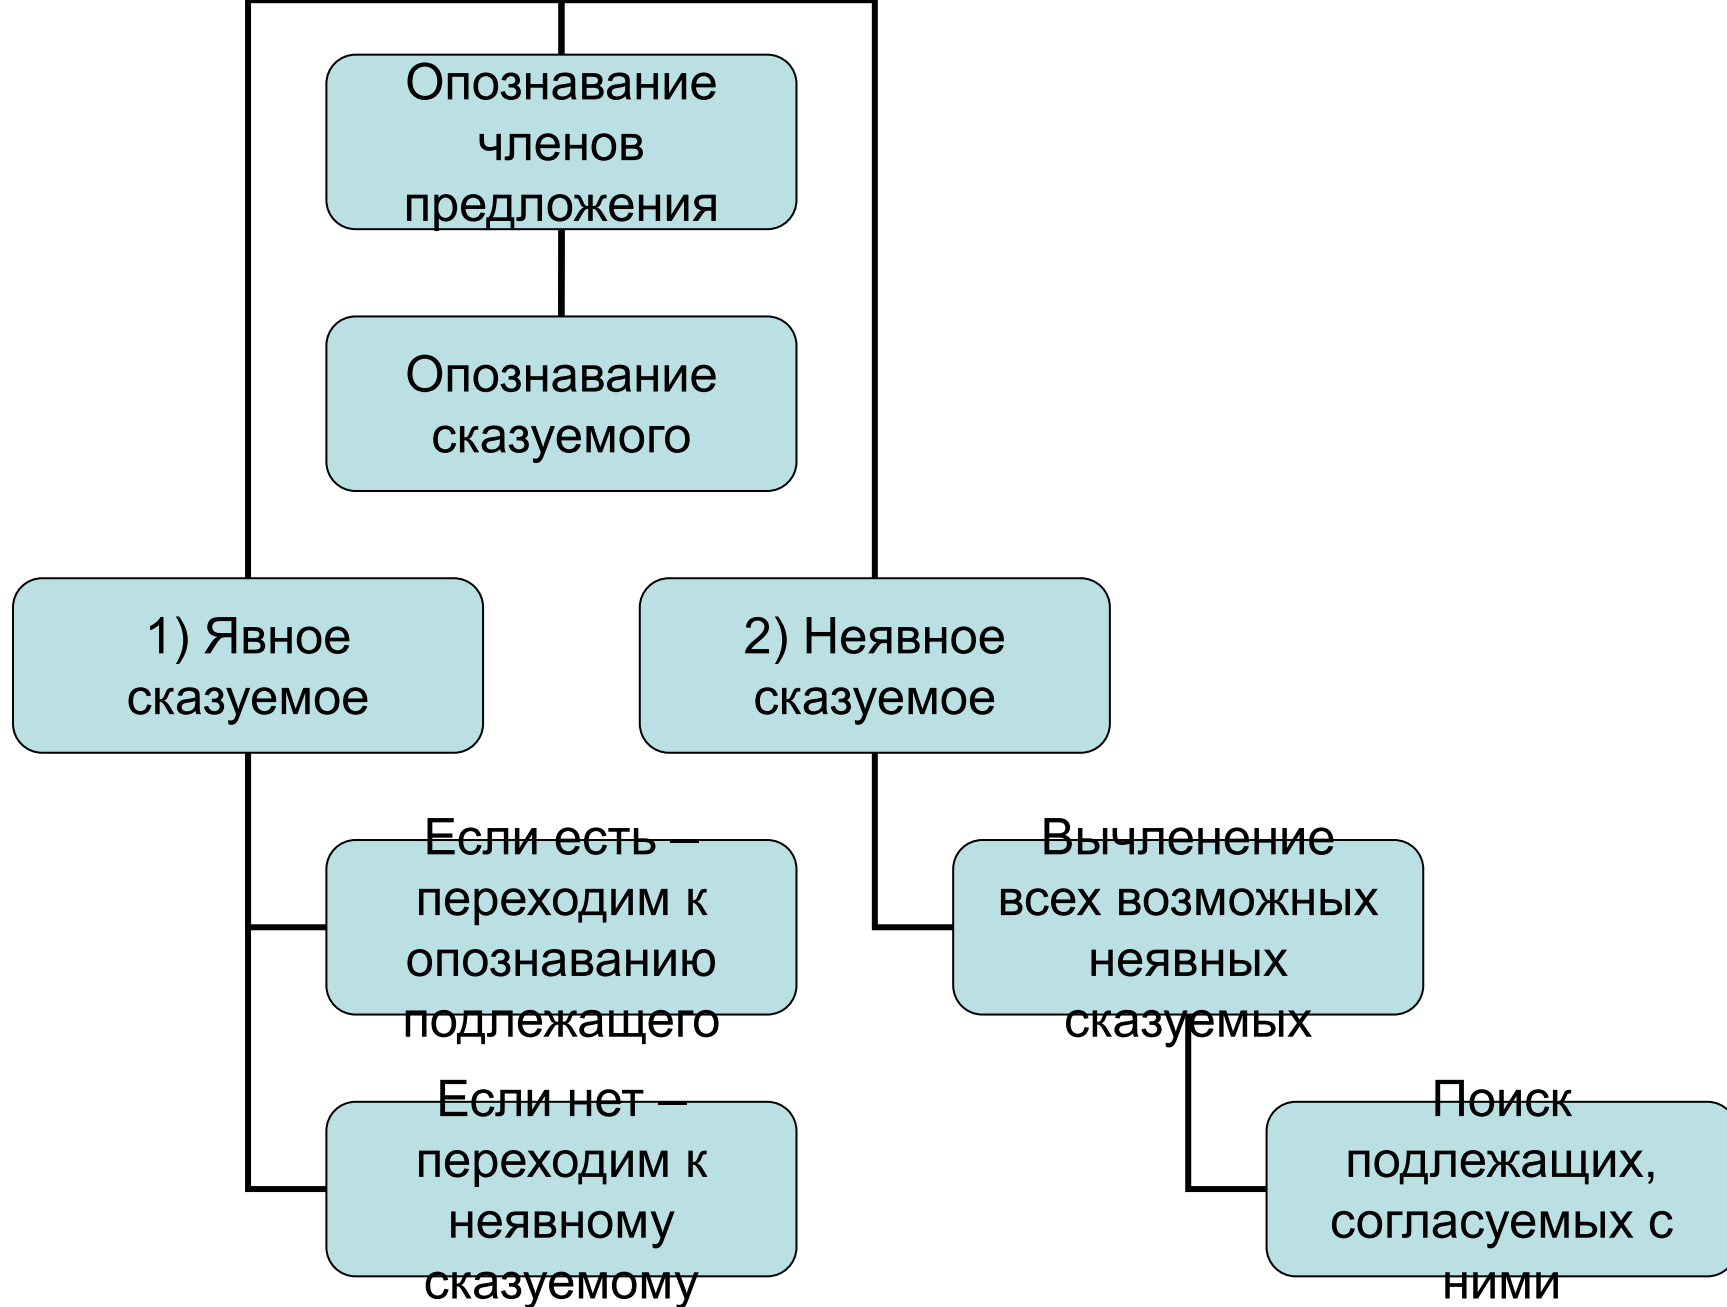 Опознавание
членов
предложения
Опознавание
сказуемого
1) Явное
сказуемое
2) Неявное
сказуемое
Если есть –
переходим к
опознаванию
подлежащего
Вычленение
всех возможных
неявных
сказуемых
Если нет –
переходим к
неявному
сказуемому
Поиск
подлежащих,
согласуемых с
ними